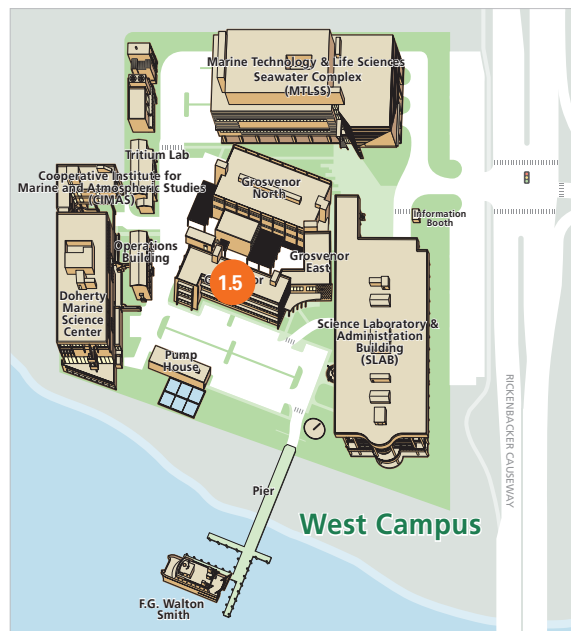 Marine Technology & Life Sciences
Seawater Complex
(MTLSS)
Tritium Lab
Cooperative Institute for
Marine and Atmospheric Studies
(CIMAS)
Grosvenor
North
Information
Booth
Operations
Building
Grosvenor
East
1.5
Doherty
Marine
Science
Center
Science Laboratory &
Administration
Building
(SLAB)
Pump
House
RICKENBACKER CAUSEWAY
Pier
West Campus
F.G. Walton
Smith